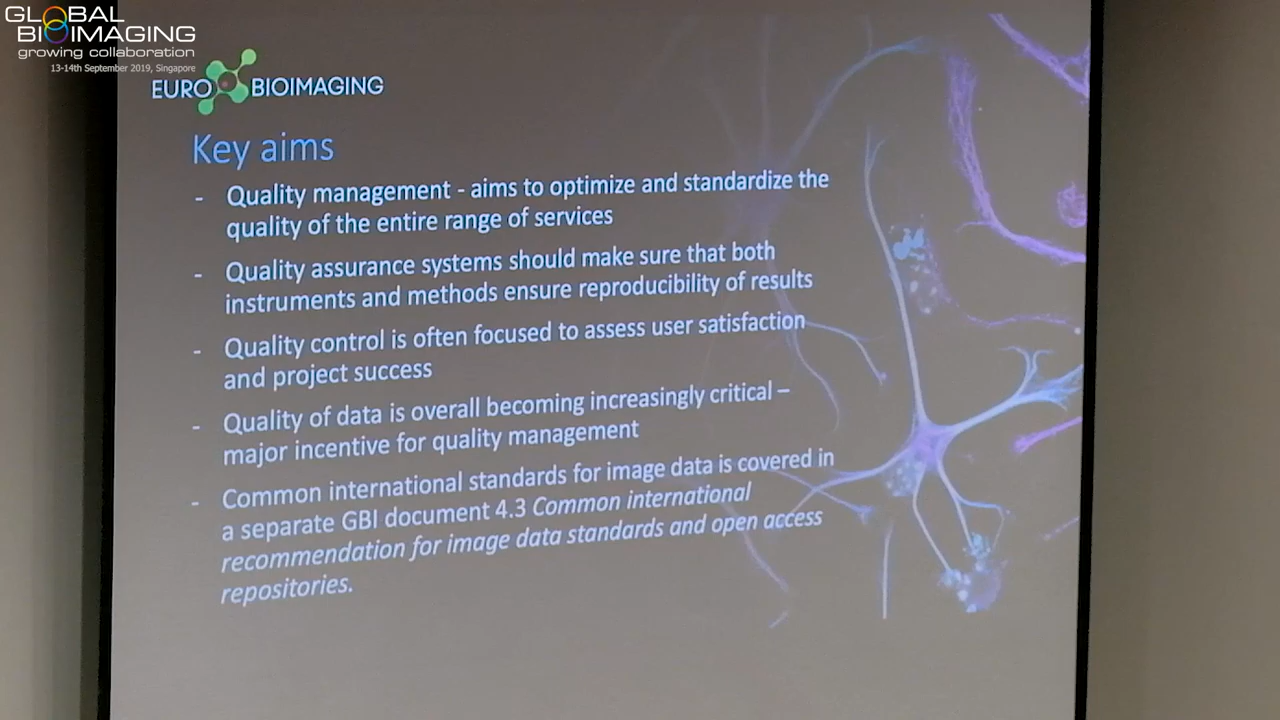 GLOBAL
BIOIMAGING
growing collaboration
13-14th September 2019, Singapore
EURO BIOIMAGING
Key aims
- Quality management - aims to optimize and standardize the
quality of the entire range of services
- Quality assurance systems should make sure that both
instruments and methods ensure reproducibility of results
- Quality control is often focused to assess user satisfaction
and project success
- Quality of data is overall becoming increasingly critical –
major incentive for quality management
- Common international standards for image data is covered in
a separate GBI document 4.3 Common international
recommendation for image data standards and open access
repositories.